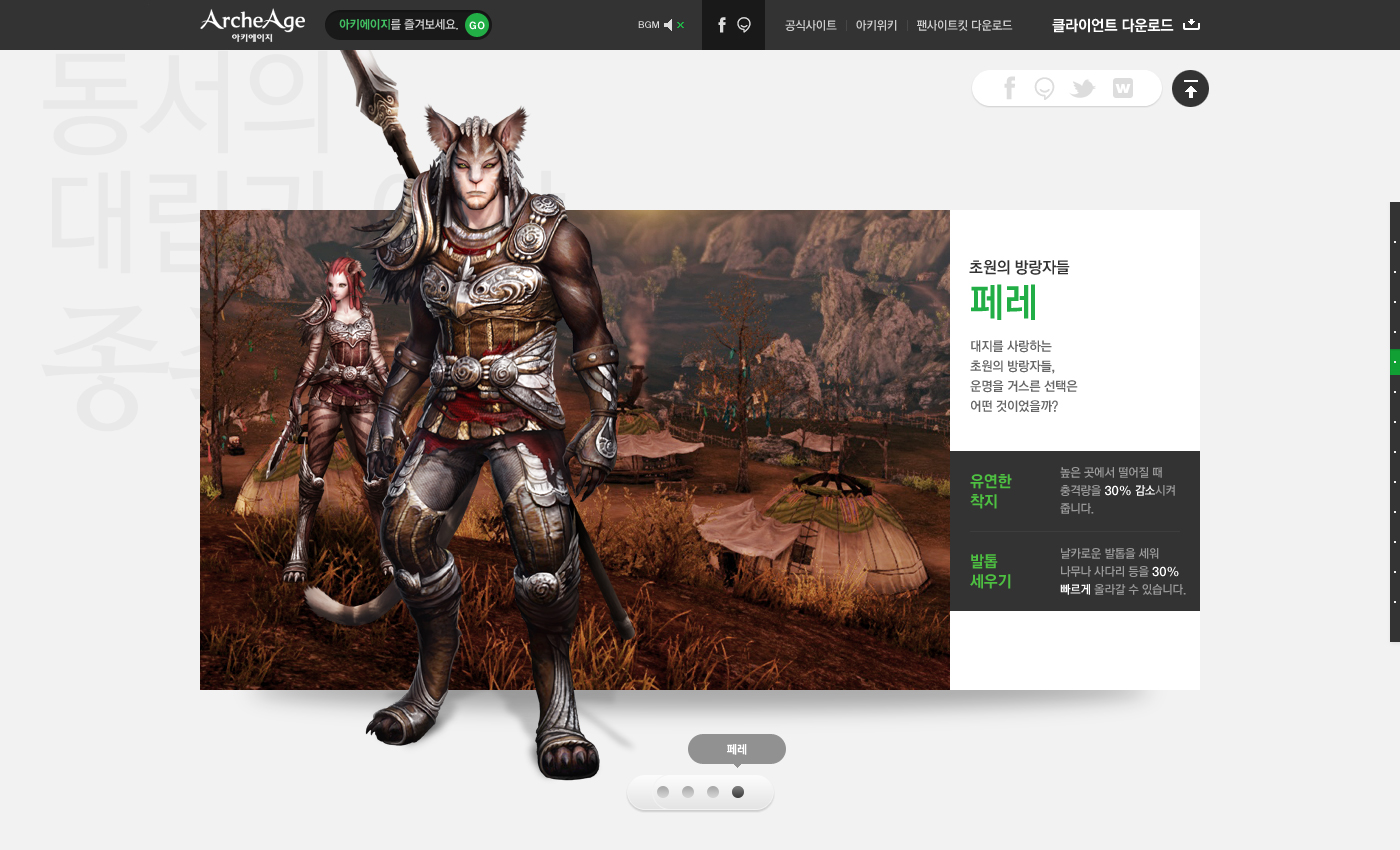 ArcheAge
아키에이지
아키에이지를 즐겨보세요. GO
BGM
공식사이트
아키위키
팬사이트킷 다운로드
클라이언트 다운로드
동서의
대립과
초원의 방랑자들
페레
대지를 사랑하는
초원의 방랑자들,
운명을 거스른 선택은
어떤 것이었을까?
유연한
착지
높은 곳에서 떨어질 때
충격량을 30% 감소시켜
줍니다.
발톱
세우기
날카로운 발톱을 세워
나무나 사다리 등을 30%
빠르게 올라갈 수 있습니다.
페레